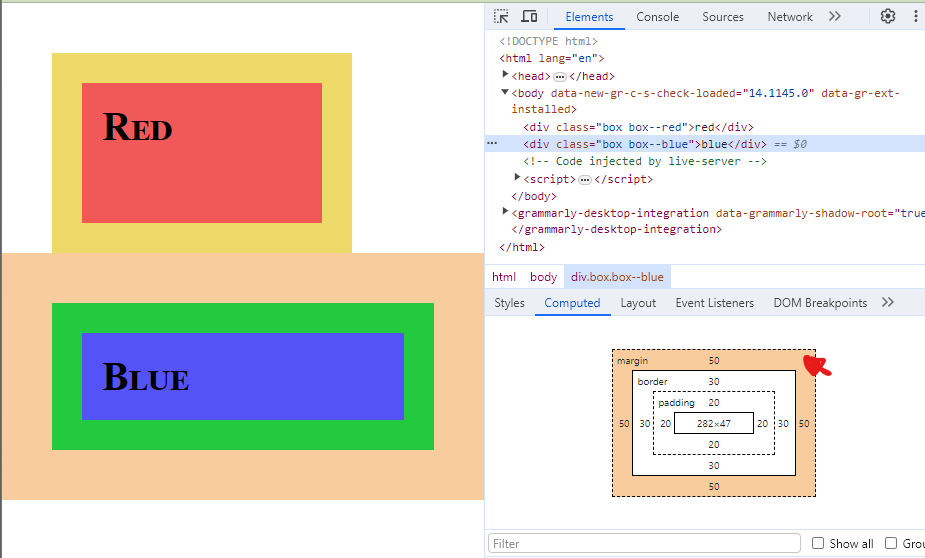 Red
Blue
Elements Console Sources Network
<!DOCTYPE html>
<html lang="en">
<head> ••• </head>
<body data-new-gr-c-s-check-loaded="14.1145.0" data-gr-ext-
installed>
<div class="box box--red">red</div>
<div class="box box--blue">blue</div> == $0
<!-- Code injected by live-server -->
<script> ••• </script>
</body>
<grammarly-desktop-integration data-grammarly-shadow-root="true
</grammarly-desktop-integration>
</html>
html body div.box.box--blue
Styles Computed Layout Event Listeners DOM Breakpoints
margin 50
border 30
padding 20
50 30 20 282×47 20 30 50
20
30
50
Filter Show all Grou